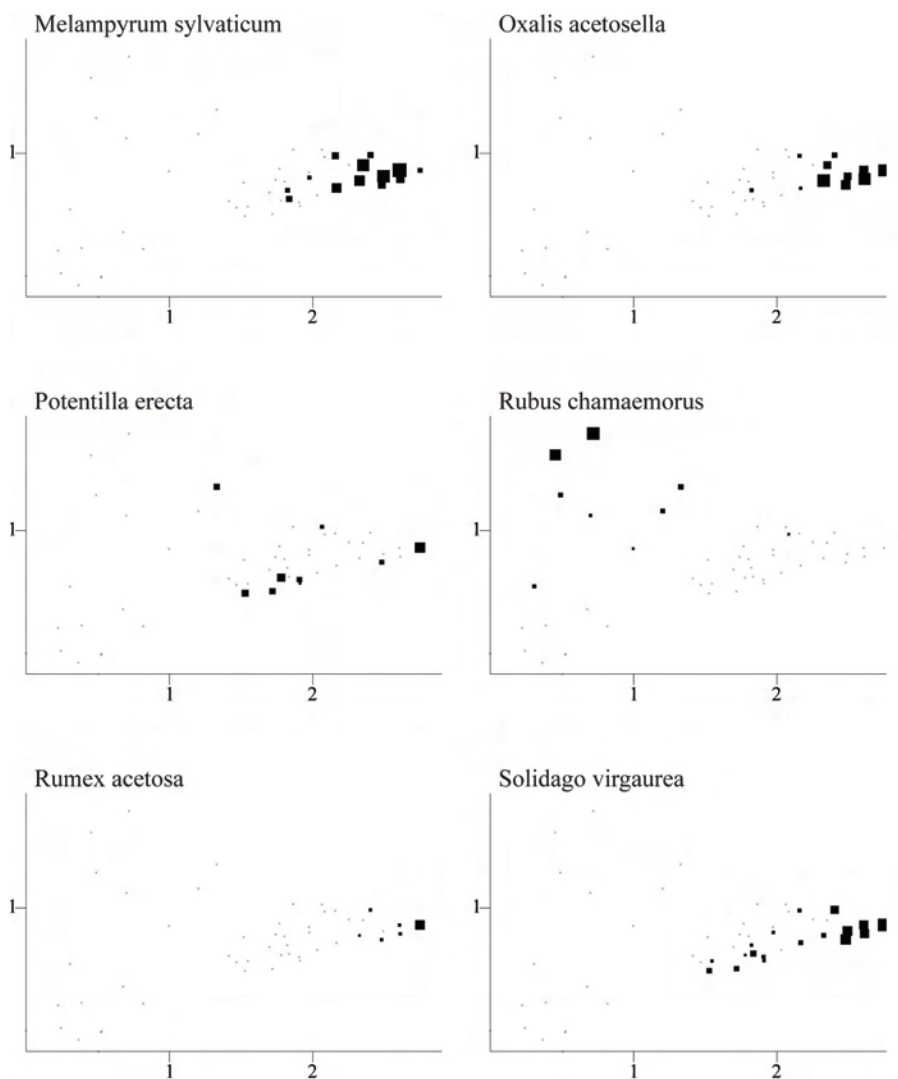 Melampyrum sylvaticum
Oxalis acetosella
1
1
1 2
1 2
Potentilla erecta
Rubus chamaemorus
1
1
1 2
1 2
Rumex acetosa
Solidago virgaurea
1
1
1 2
1 2